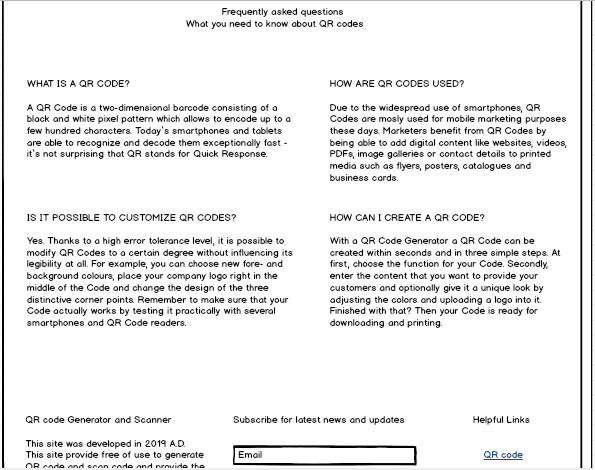 Frequently asked questions
What you need to know about QR codes
WHAT IS A QR CODE?
A QR Code is a two-dimensional barcode consisting of a
black and white pixel pattern which allows to encode up to a
few hundred characters. Today`s smartphones and tablets
are able to recognize and decode them exceptionally fast -
it`s not surprising that QR stands for Quick Response.
HOW ARE QR CODES USED?
Due to the widespread use of smartphones, QR
Codes are mosly used for mobile marketing purposes
these days. Marketers benefit from QR Codes by
being able to add digital content like websites, videos,
PDFs, image galleries or contact details to printed
media such as flyers, posters, catalogues and
business cards.
IS IT POSSIBLE TO CUSTOMIZE QR CODES?
Yes. Thanks to a high error tolerance level, it is possible to
modify QR Codes to a certain degree without influencing its
legibility at all. For example, you can choose new fore- and
background colours, place your company logo right in the
middle of the Code and change the design of the three
distinctive corner points. Remember to make sure that your
Code actually works by testing it practically with several
smartphones and QR Code readers.
HOW CAN I CREATE A QR CODE?
With a QR Code Generator a QR Code can be
created within seconds and in three simple steps. At
first, choose the function for your Code. Secondly,
enter the content that you want to provide your
customers and optionally give it a unique look by
adjusting the colors and uploading a logo into it.
Finished with that? Then your Code is ready for
downloading and printing.
QR code Generator and Scanner
This site was developed in 2019 A.D.
This site provide free of use to generate
QR code and scan code and provide the
Subscribe for latest news and updates
Email
Helpful Links
QR code